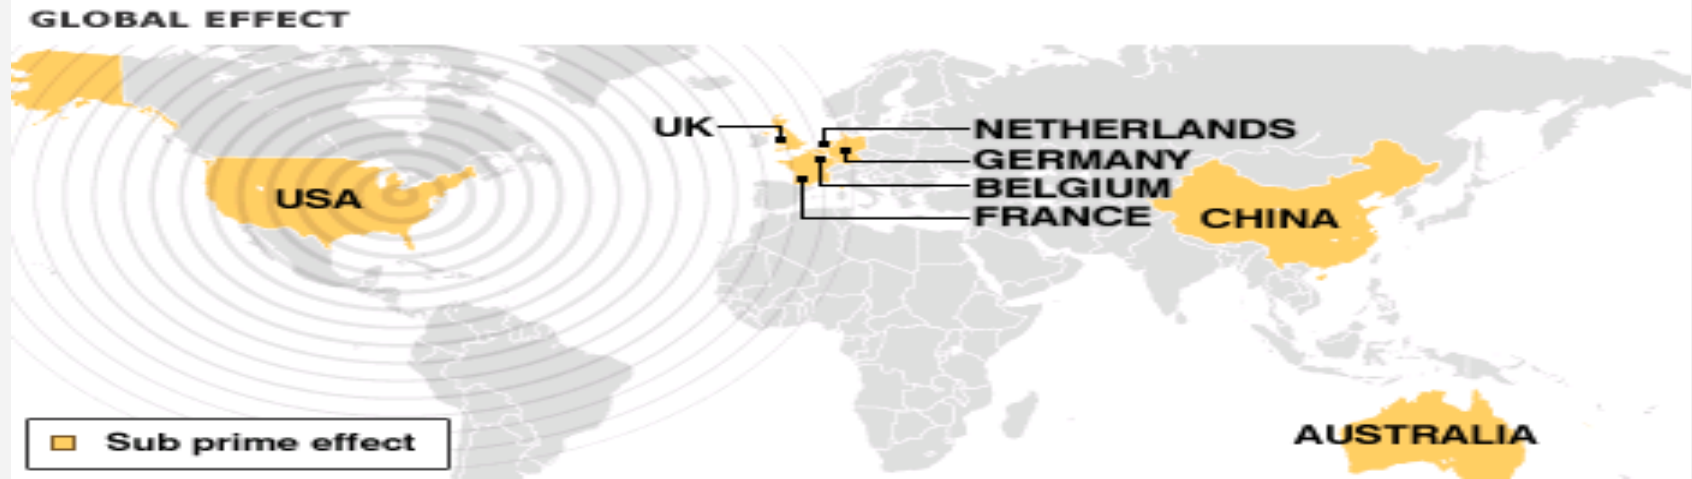 GLOBAL EFFECT
UK
NETHERLANDS
GERMANY
BELGIUM
FRANCE
USA
CHINA
AUSTRALIA
Sub prime effect